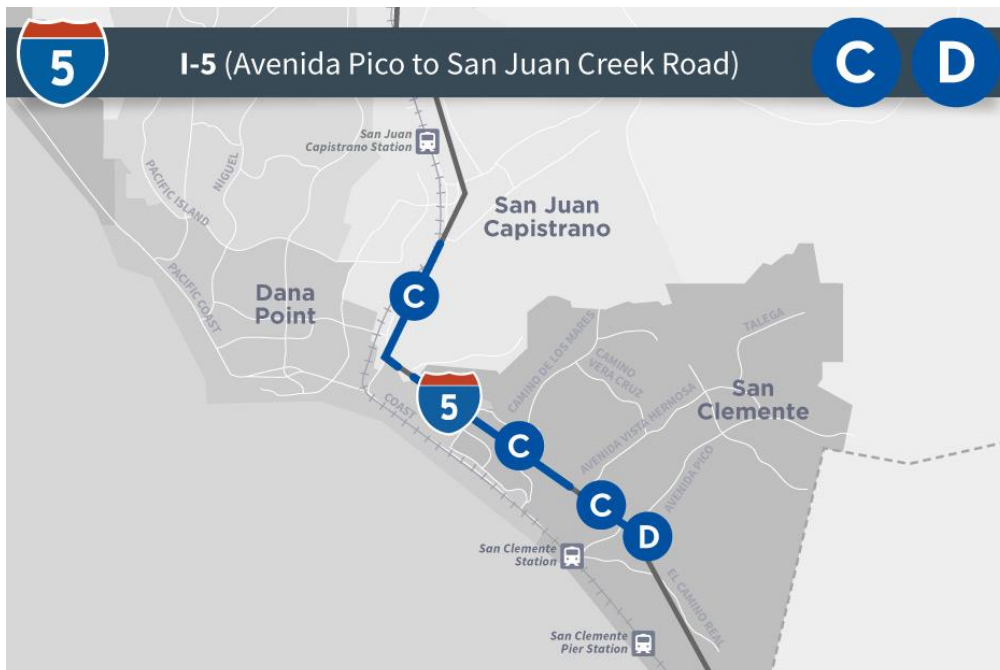 5
I-5 (Avenida Pico to San Juan Creek Road)
C
D
San Juan
Capistrano Station
PACIFIC ISLAND
NIGUEL
San Juan
Capistrano
PACIFIC COAST
Dana
Point
C
TALEGA
CAMINO DE LOS MARES
CAMINO
VERA CRUZ
San
Clemente
5
COAST
AVENIDA VISTA HERMOSA
C
AVENIDA PICO
C
D
San Clemente
Station
EL CAMINO REAL
San Clemente
Pier Station